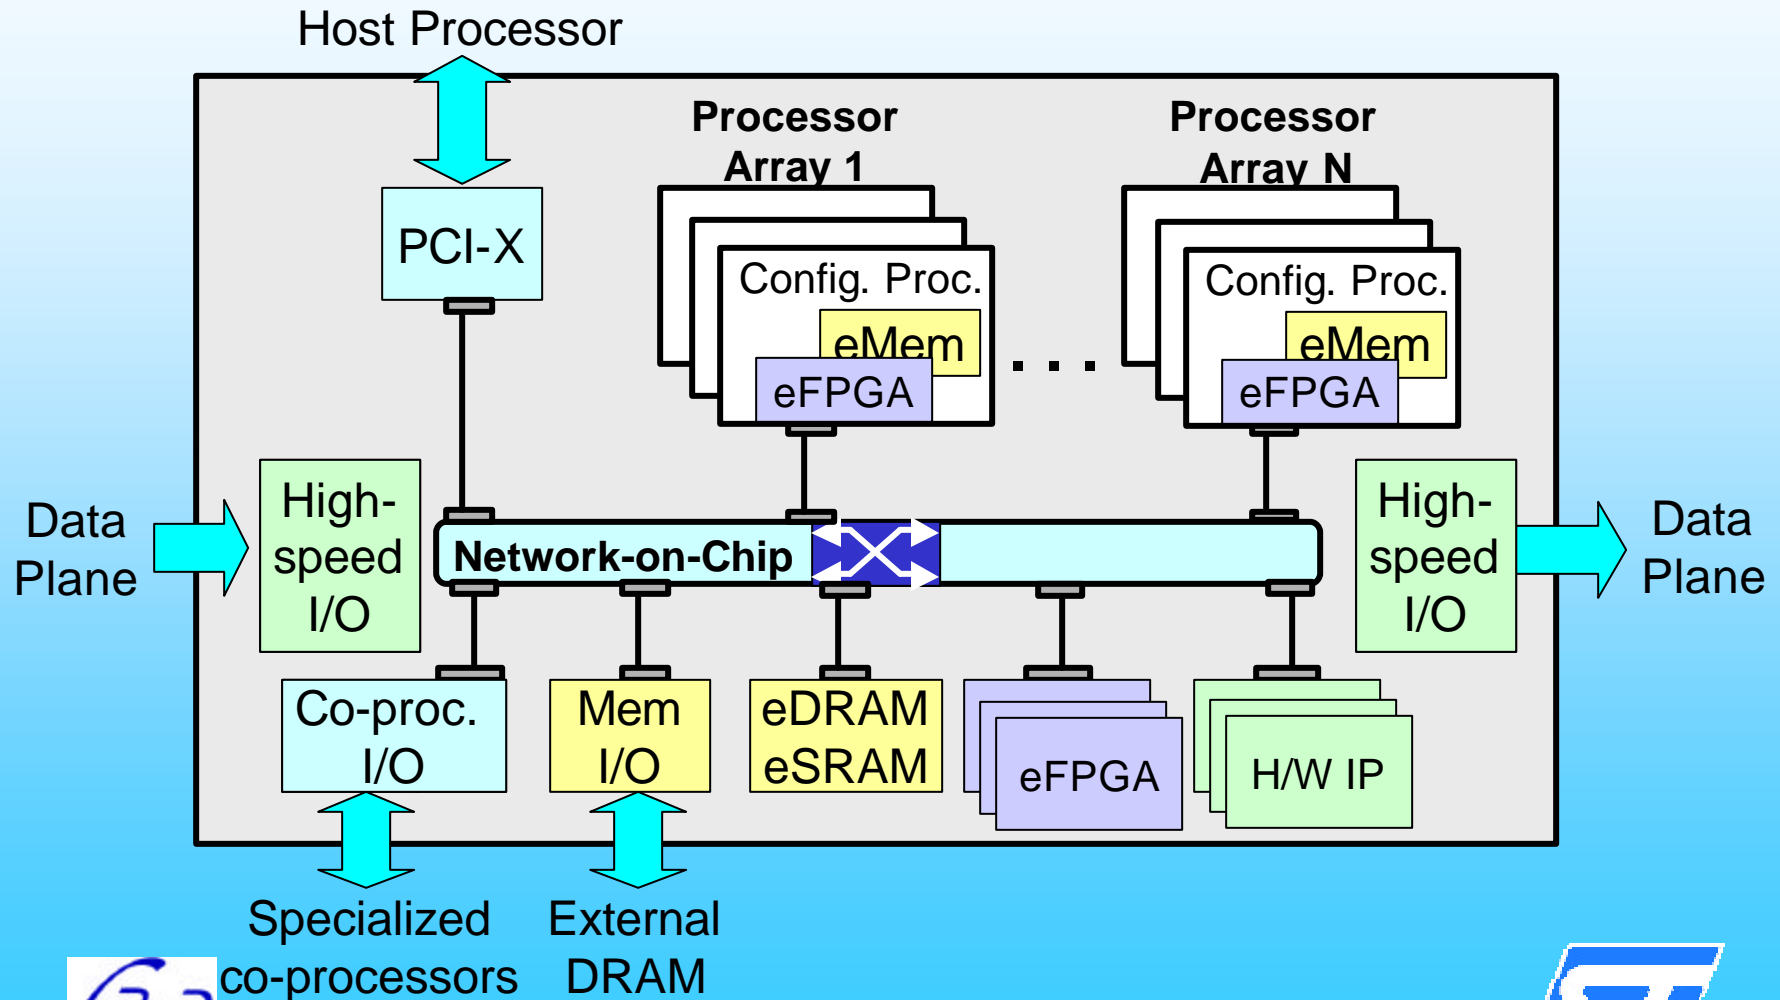 Host Processor
Processor
Array 1
Processor
Array N
PCI-X
Config. Proc.
eMem
eFPGA
. . .
Config. Proc.
eMem
eFPGA
Data
Plane
High-
speed
I/O
Network-on-Chip
High-
speed
I/O
Data
Plane
Co-proc.
I/O
Mem
I/O
eDRAM
eSRAM
eFPGA
H/W IP
Specialized
co-processors
External
DRAM